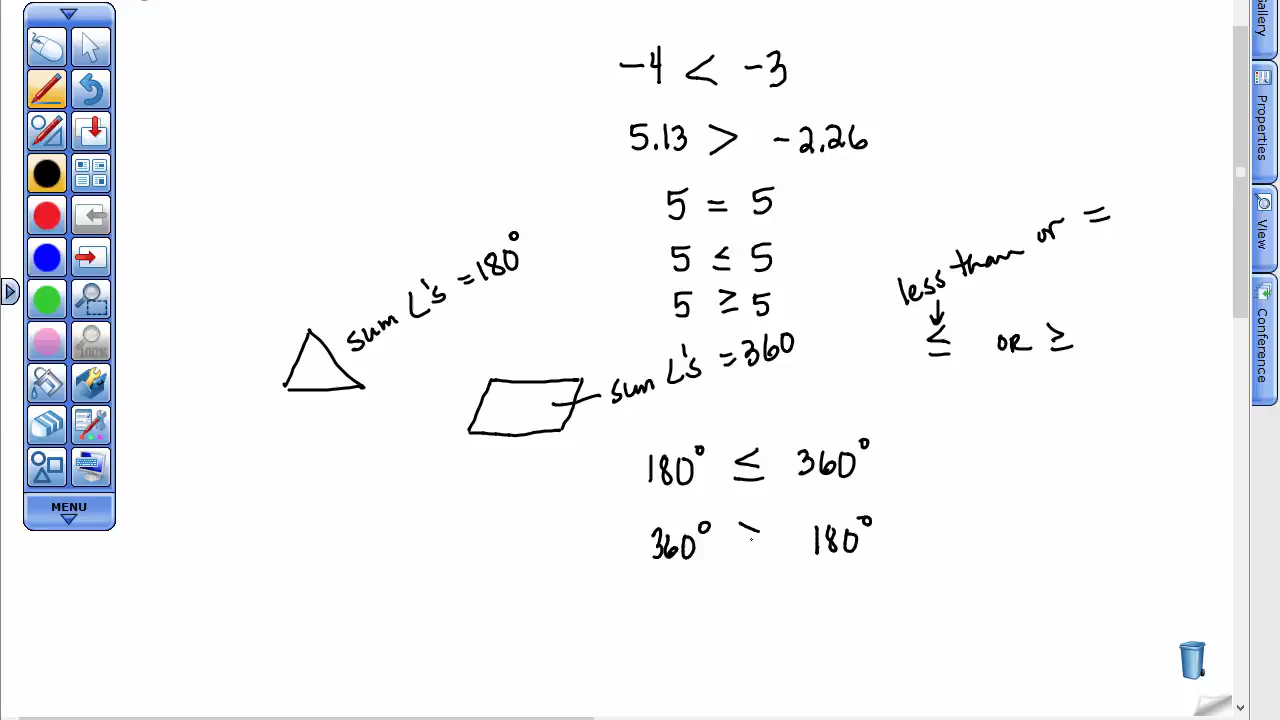 -4 < -3
5.13 > -2.26
5 = 5
5 ≤ 5
5 ≥ 5
sum ∠'s = 180°
sum ∠'s = 360
less than or =
≤ OR ≥
180° ≤ 360°
360° > 180°
MENU
Gallery
Properties
View
Conference
100%